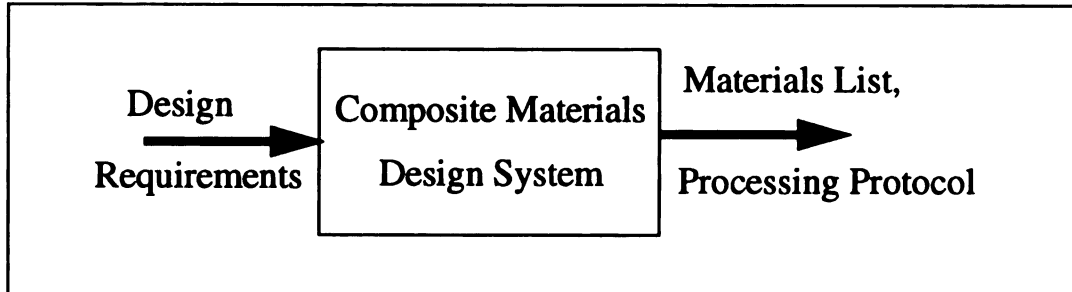 Design
Requirements
Composite Materials
Design System
Materials List,
Processing Protocol